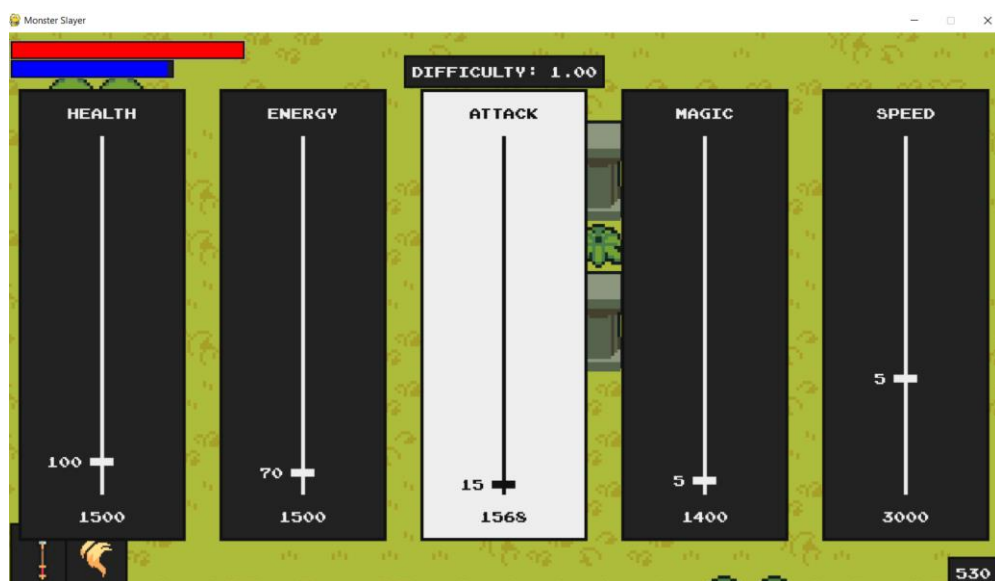 Monster Slayer
DIFFICULTY: 1.00
HEALTH
ENERGY
ATTACK
MAGIC
SPEED
100
70
15
5
5
1500
1500
1568
1400
3000
530